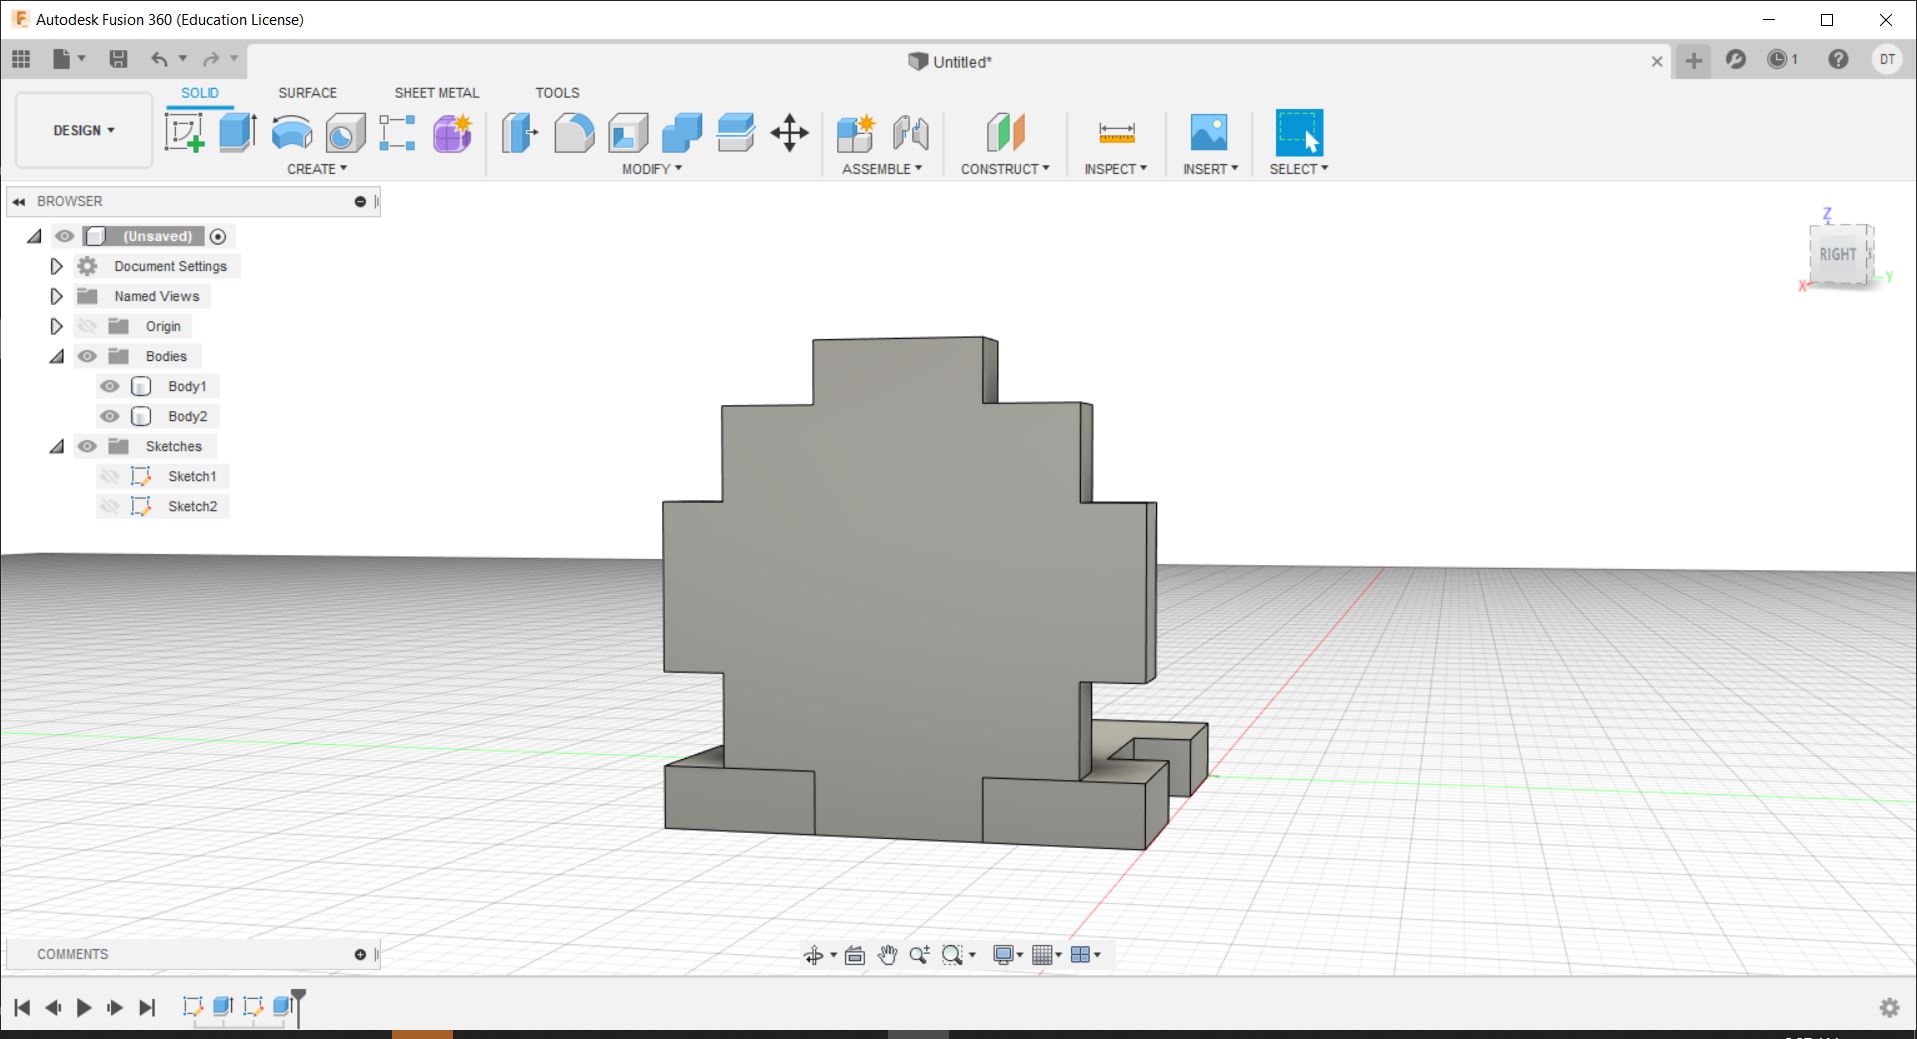 Autodesk Fusion 360 (Education License)
Untitled*
1
DT
DESIGN
SOLID
SURFACE
SHEET METAL
TOOLS
CREATE
MODIFY
ASSEMBLE
CONSTRUCT
INSPECT
INSERT
SELECT
BROWSER
(Unsaved)
Document Settings
Named Views
Origin
Bodies
Body1
Body2
Sketches
Sketch1
Sketch2
Z
RIGHT
X
Y
COMMENTS